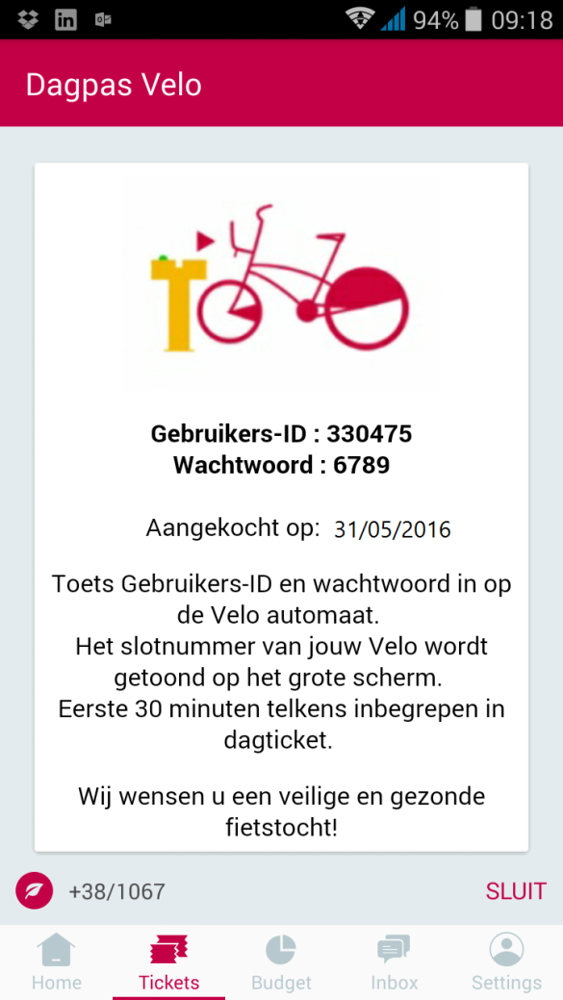 94% 09:18
Dagpas Velo
Gebruikers-ID : 330475
Wachtwoord : 6789
Aangekocht op: 31/05/2016
Toets Gebruikers-ID en wachtwoord in op
de Velo automaat.
Het slotnummer van jouw Velo wordt
getoond op het grote scherm.
Eerste 30 minuten telkens inbegrepen in
dagticket.
Wij wensen u een veilige en gezonde
fietstocht!
+38/1067 SLUIT
Home Tickets Budget Inbox Settings